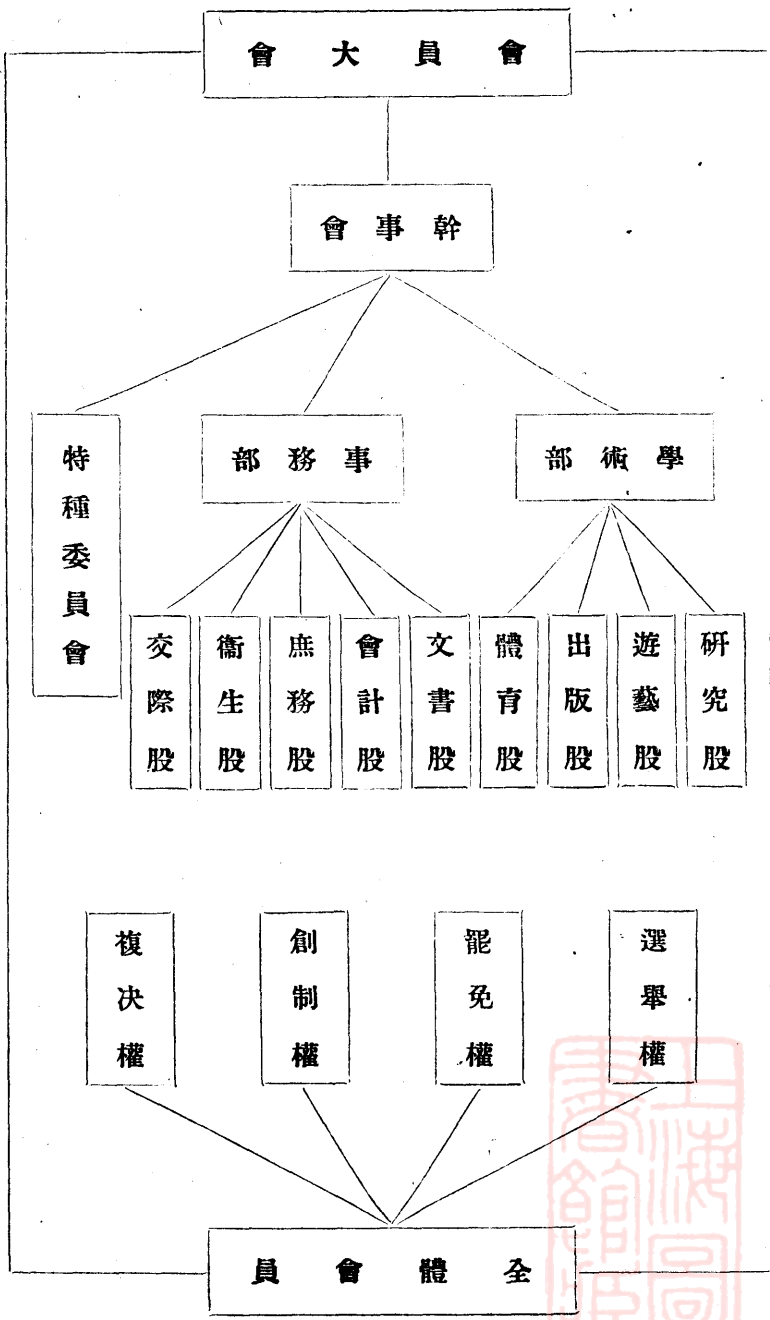 會員大會
幹事會
學術部
事務部
特種委員會
研究股
遊藝股
出版股
體育股
文書股
會計股
庶務股
衞生股
交際股
選舉權
罷免權
創制權
複決權
全體會員